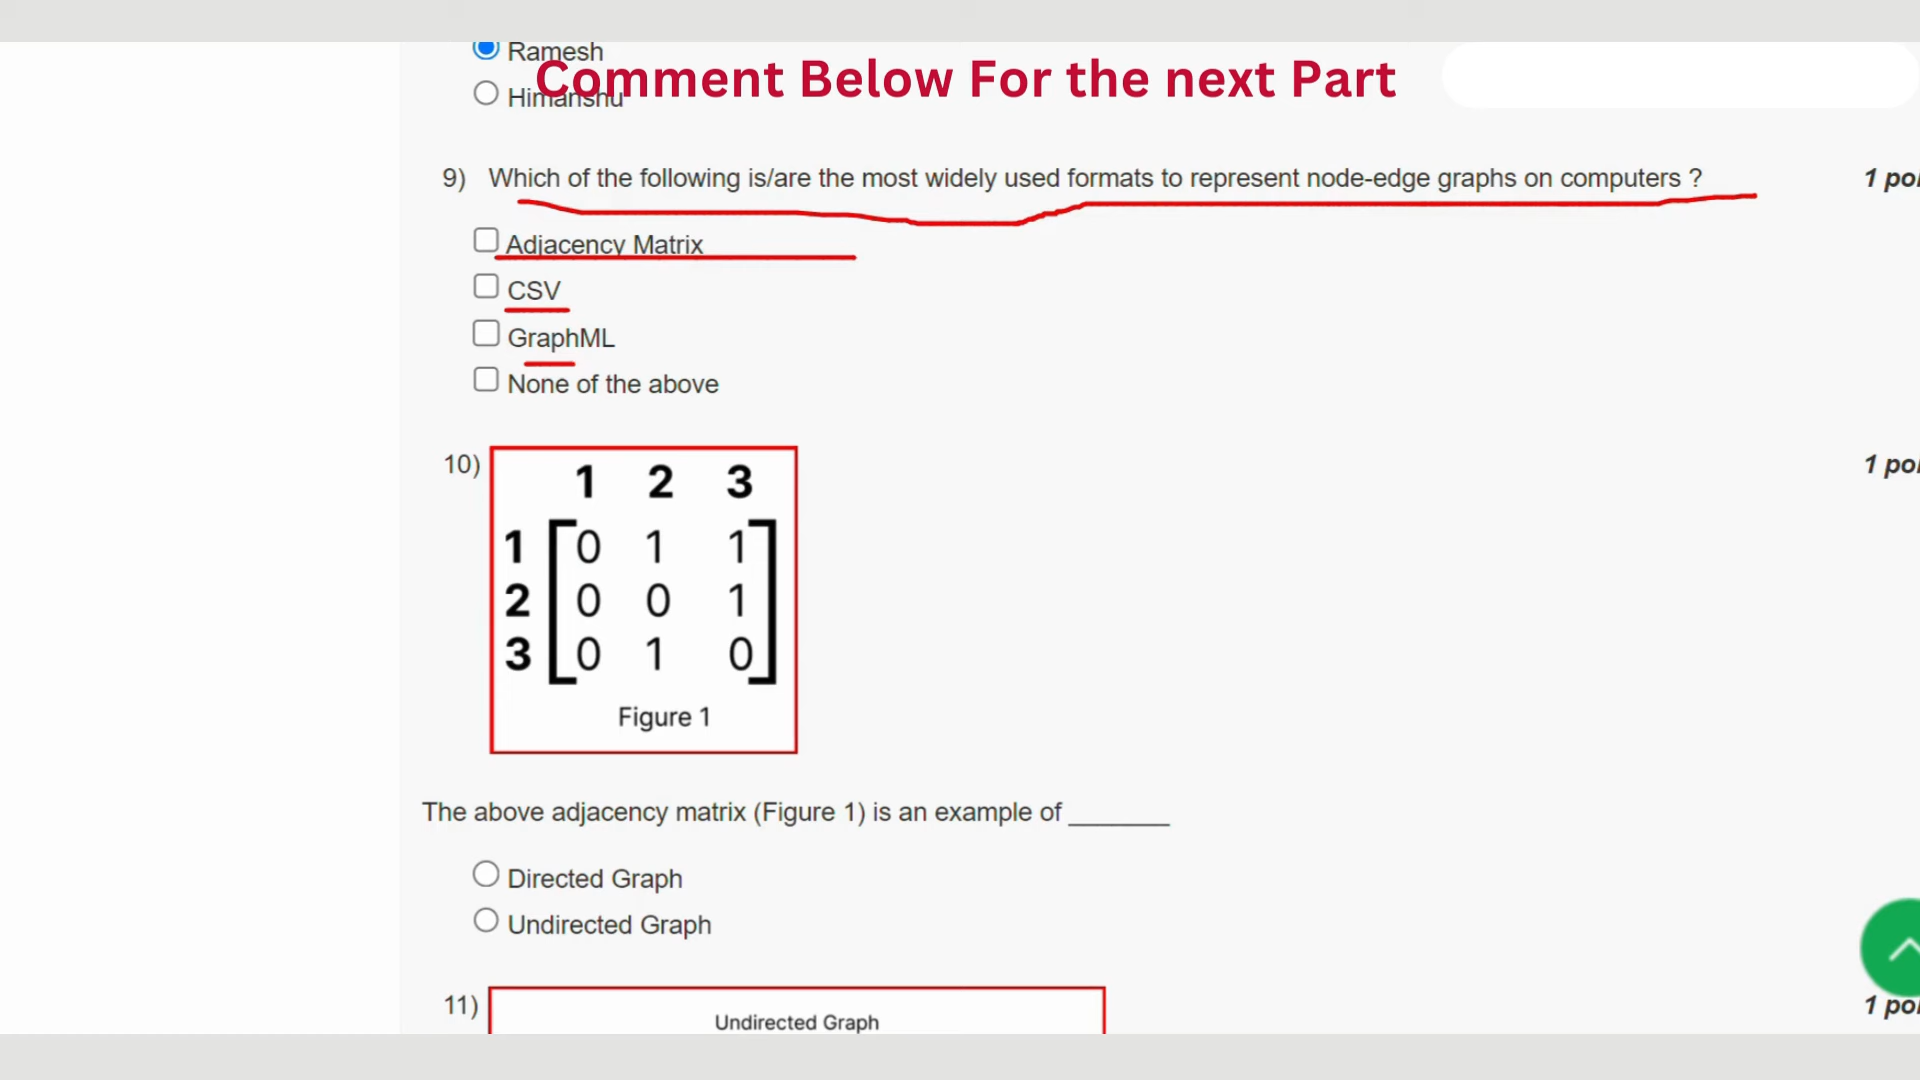 Ramesh
Comment Below For the next Part
Himanshu
9) Which of the following is/are the most widely used formats to represent node-edge graphs on computers ? 1 poi
Adjacency Matrix
CSV
GraphML
None of the above
10) 1 poi
1 2 3
1 0 1 1
2 0 0 1
3 0 1 0
Figure 1
The above adjacency matrix (Figure 1) is an example of ________
Directed Graph
Undirected Graph
11) 1 poi
Undirected Graph